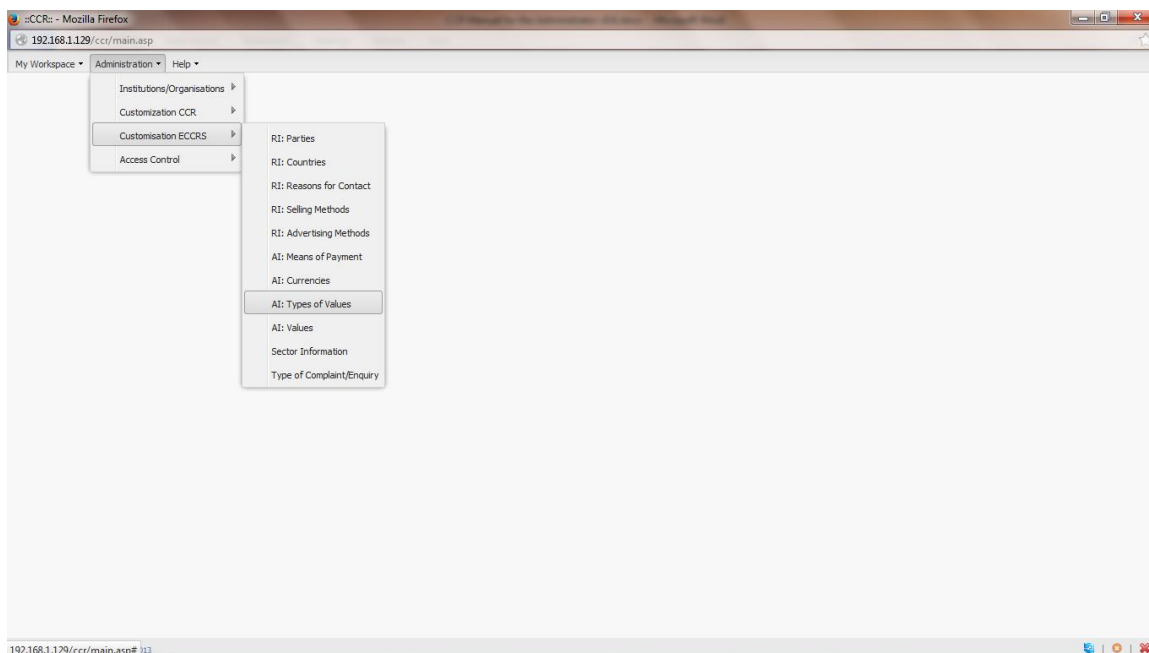 ::CCR:: - Mozilla Firefox
192.168.1.129/ccr/main.asp
My Workspace Administration Help
Institutions/Organisations
Customization CCR
Customisation ECCRS
Access Control
RI: Parties
RI: Countries
RI: Reasons for Contact
RI: Selling Methods
RI: Advertising Methods
AI: Means of Payment
AI: Currencies
AI: Types of Values
AI: Values
Sector Information
Type of Complaint/Enquiry
192.168.1.129/ccr/main.asp# 013